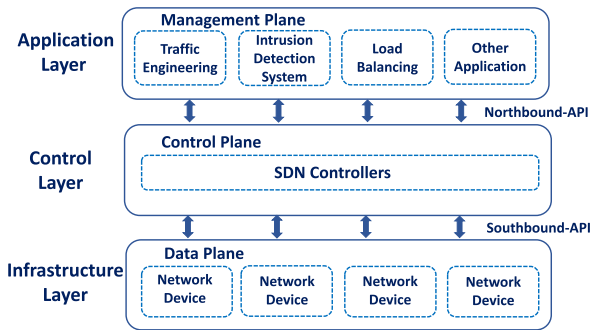 Management Plane
Application
Layer
Traffic
Engineering
Intrusion
Detection
System
Load
Balancing
Other
Application
Northbound-API
Control Plane
Control
Layer
SDN Controllers
Southbound-API
Data Plane
Infrastructure
Layer
Network
Device
Network
Device
Network
Device
Network
Device